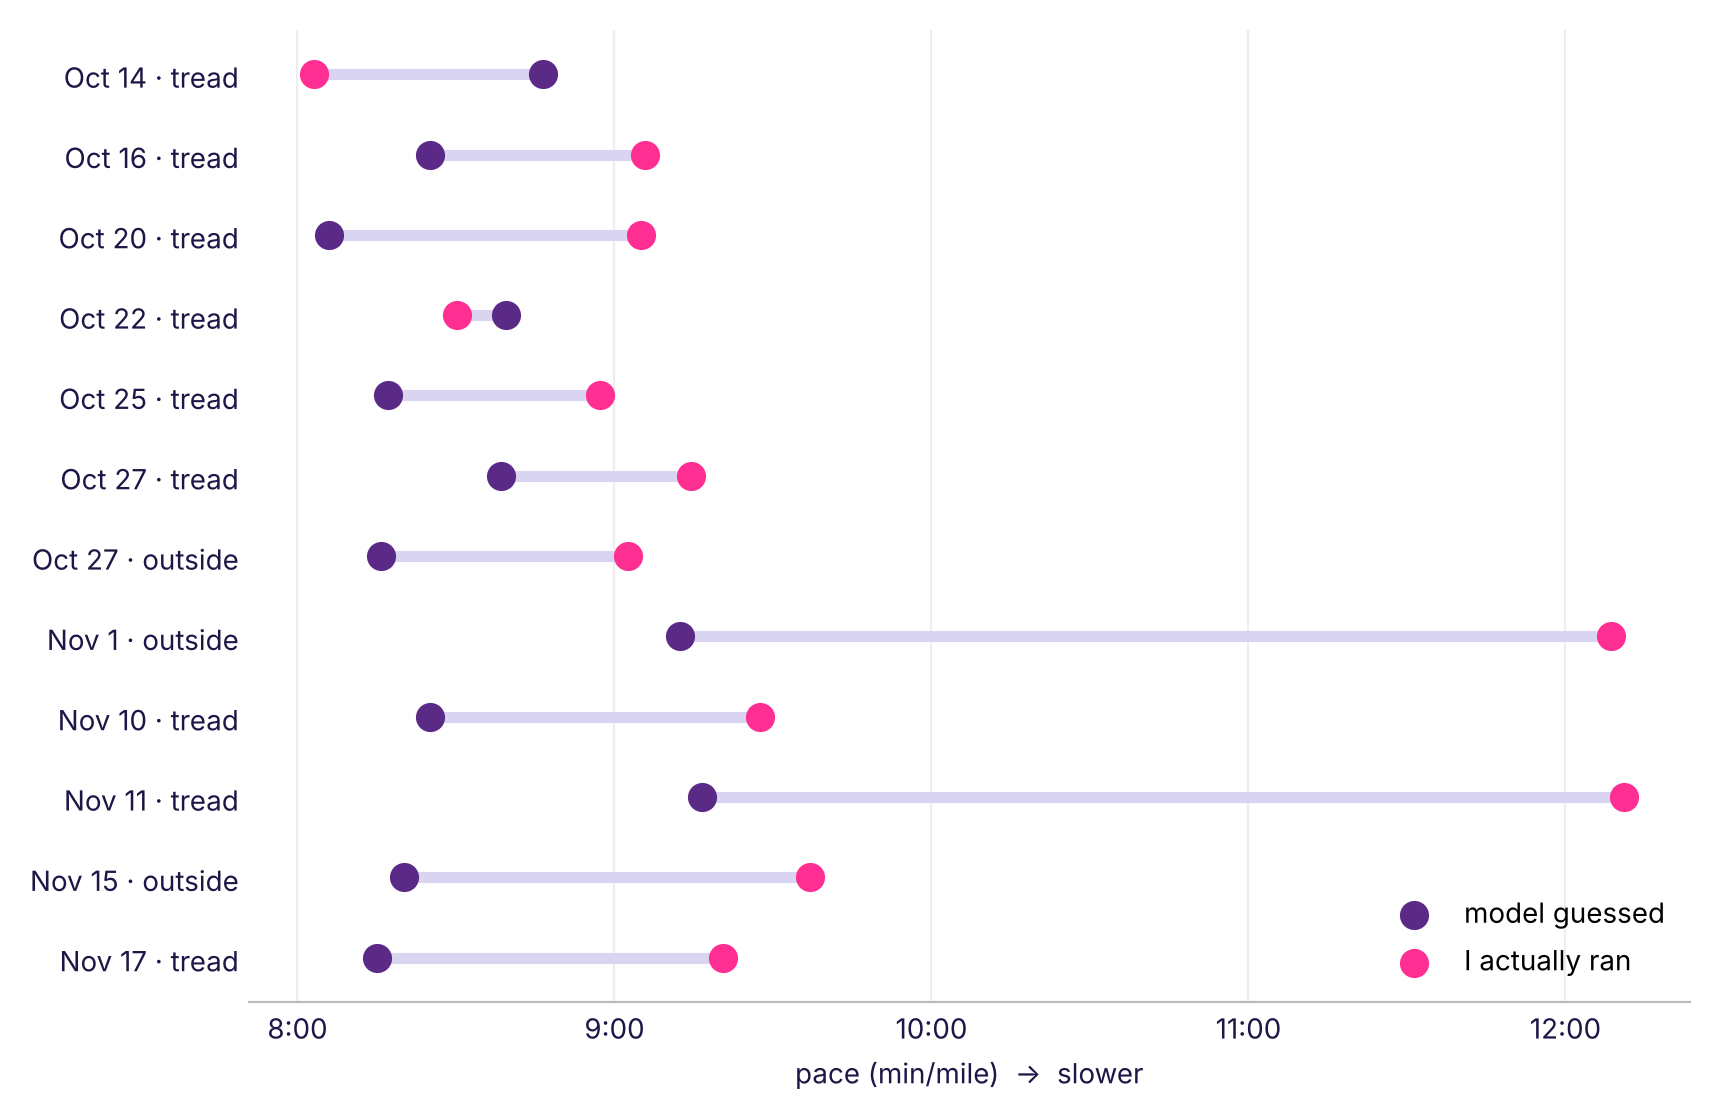 Oct 14 · tread
Oct 16 · tread
Oct 20 · tread
Oct 22 · tread
Oct 25 · tread
Oct 27 · tread
Oct 27 · outside
Nov 1 · outside
Nov 10 · tread
Nov 11 · tread
Nov 15 · outside
Nov 17 · tread
model guessed
I actually ran
8:00 9:00 10:00 11:00 12:00
pace (min/mile) → slower